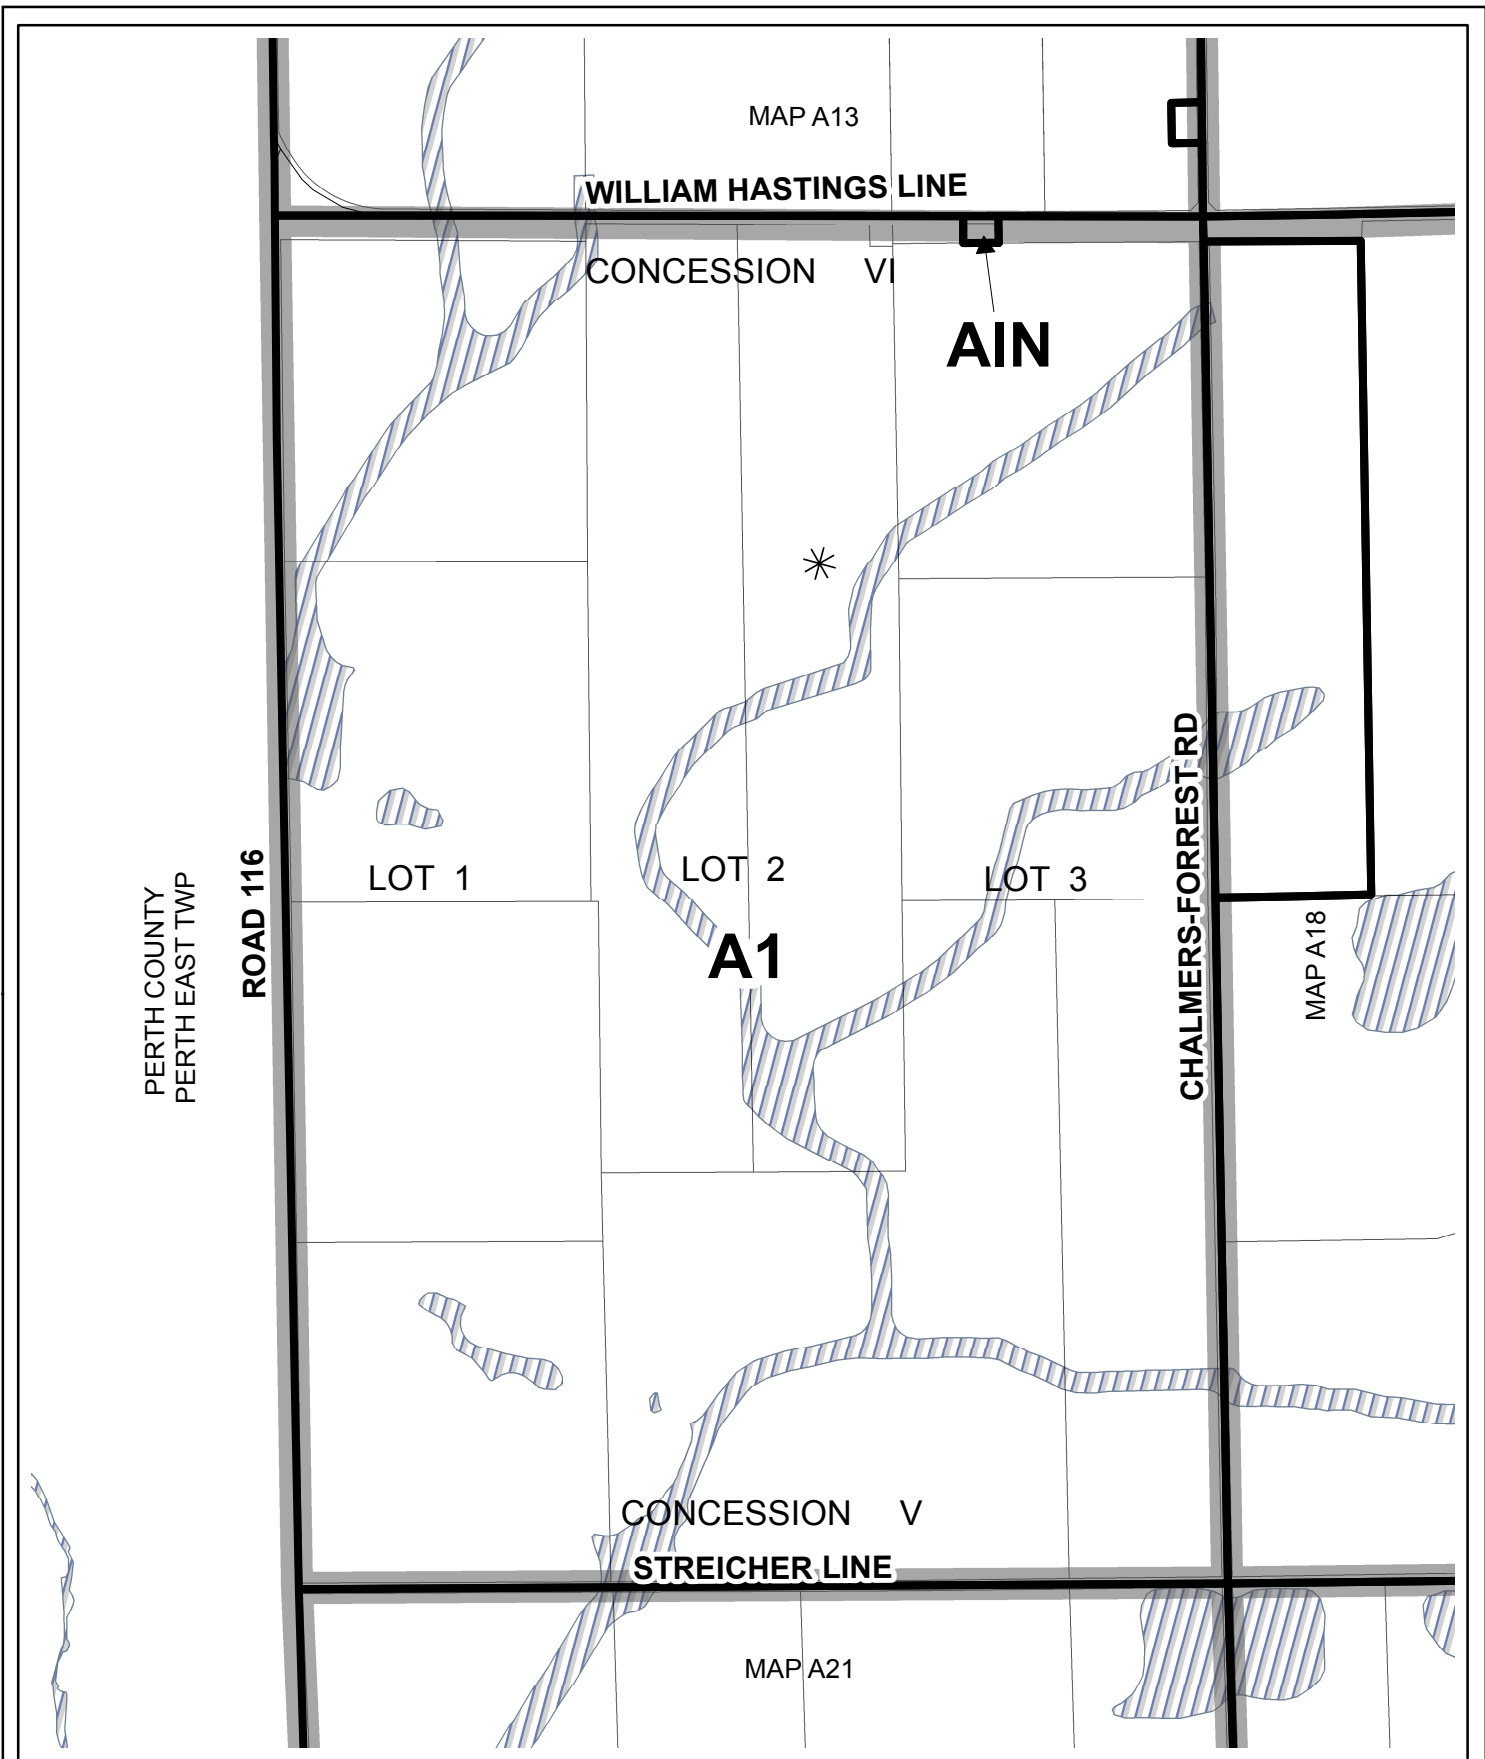 MAP A13
WILLIAM HASTINGS LINE
CONCESSION VI
AIN
LOT 1
LOT 2
LOT 3
A1
PERTH COUNTY
PERTH EAST TWP
ROAD 116
CHALMERS-FORREST RD
MAP A18
CONCESSION V
STREICHER LINE
MAP A21